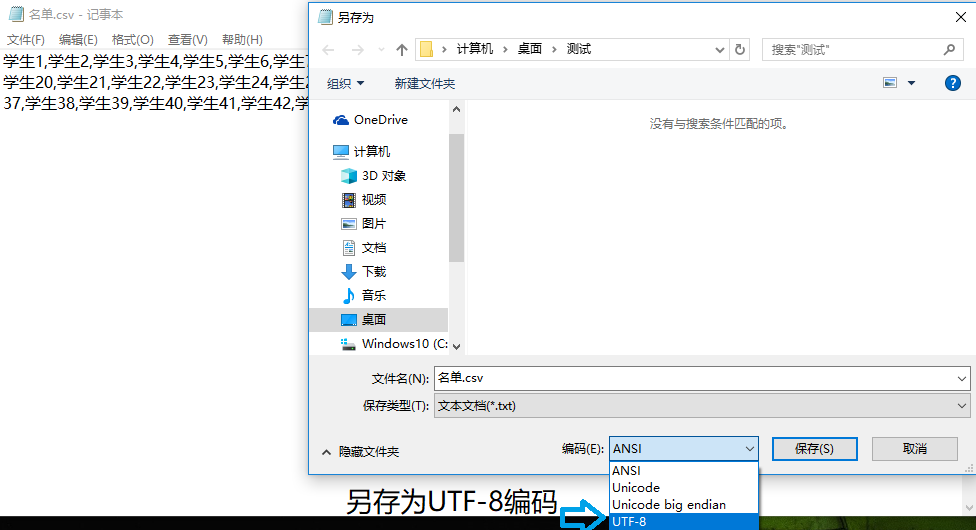 名单.csv - 记事本
文件(F) 编辑(E) 格式(O) 查看(V) 帮助(H)
学生1,学生2,学生3,学生4,学生5,学生6,学生
学生20,学生21,学生22,学生23,学生24,学生2
37,学生38,学生39,学生40,学生41,学生42,学
另存为
计算机 桌面 测试
搜索"测试"
组织 新建文件夹
?
没有与搜索条件匹配的项。
OneDrive
计算机
3D 对象
视频
图片
文档
下载
音乐
桌面
Windows10 (C:
文件名(N): 名单.csv
保存类型(T): 文本文档(*.txt)
隐藏文件夹
编码(E): ANSI
保存(S)
取消
ANSI
Unicode
Unicode big endian
UTF-8
另存为UTF-8编码